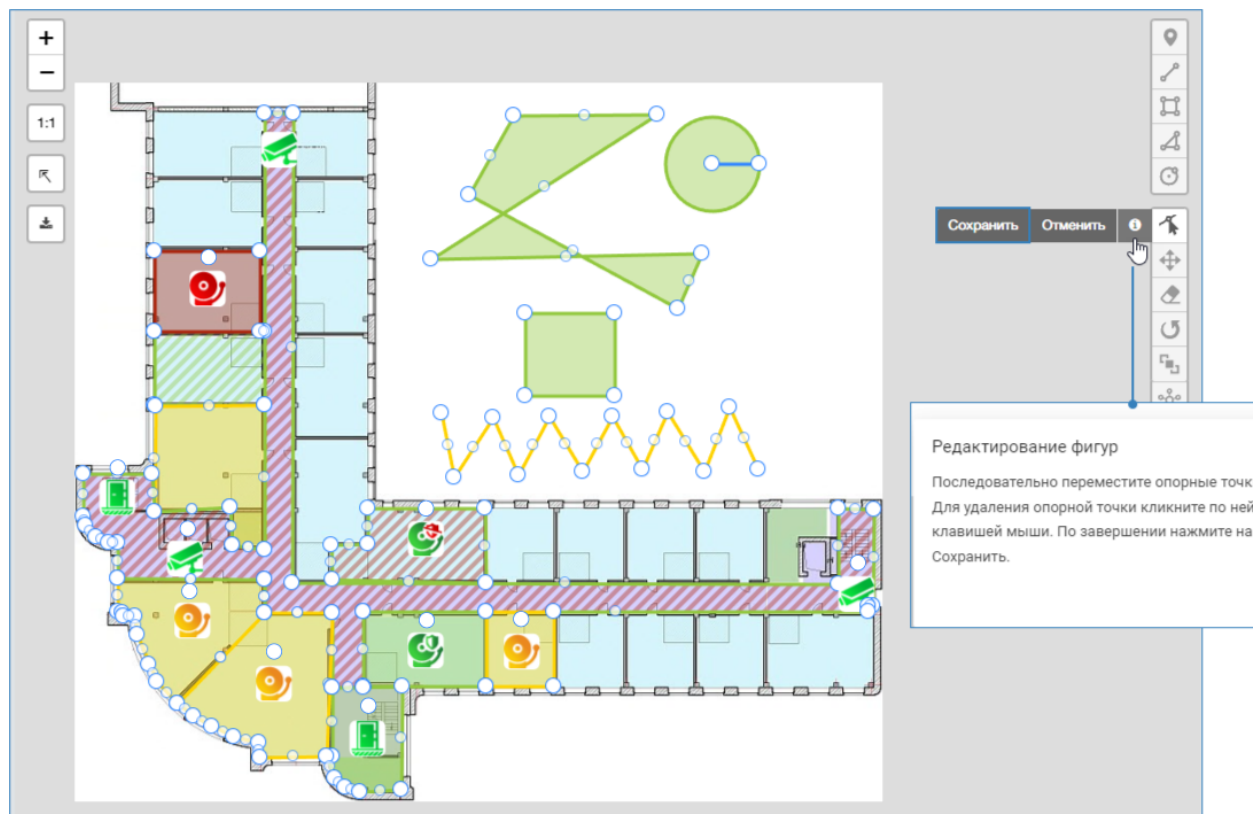 +
−
1:1
Сохранить Отменить
Редактирование фигур
Последовательно переместите опорные
Для удаления опорной точки кликните по ней
клавишей мыши. По завершении нажмите на
Сохранить.